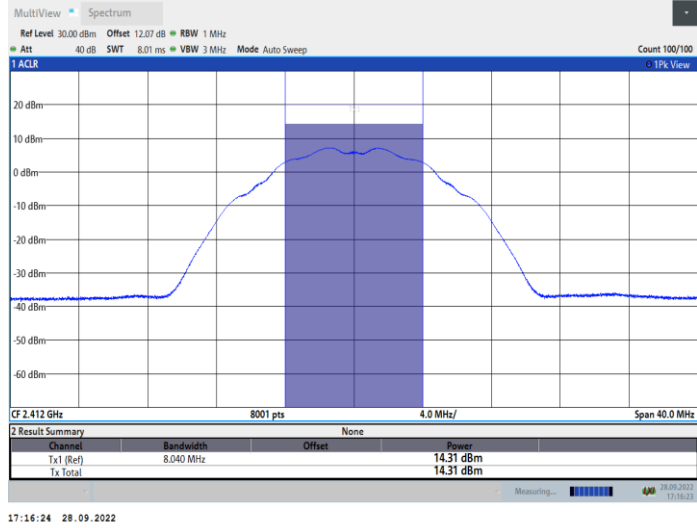 MultiView Spectrum
Ref Level 30.00 dBm Offset 12.07 dB RBW 1 MHz
Att 40 dB SWT 8.01 ms VBW 3 MHz Mode Auto Sweep Count 100/100
1 ACLR 1Pk View
20 dBm
10 dBm
0 dBm
-10 dBm
-20 dBm
-30 dBm
-40 dBm
-50 dBm
-60 dBm
CF 2.412 GHz 8001 pts 4.0 MHz/ Span 40.0 MHz
2 Result Summary None
Channel Bandwidth Offset Power
Tx1 (Ref) 8.040 MHz 14.31 dBm
Tx Total 14.31 dBm
Measuring... 28.09.2022
17:16:23
17:16:24 28.09.2022